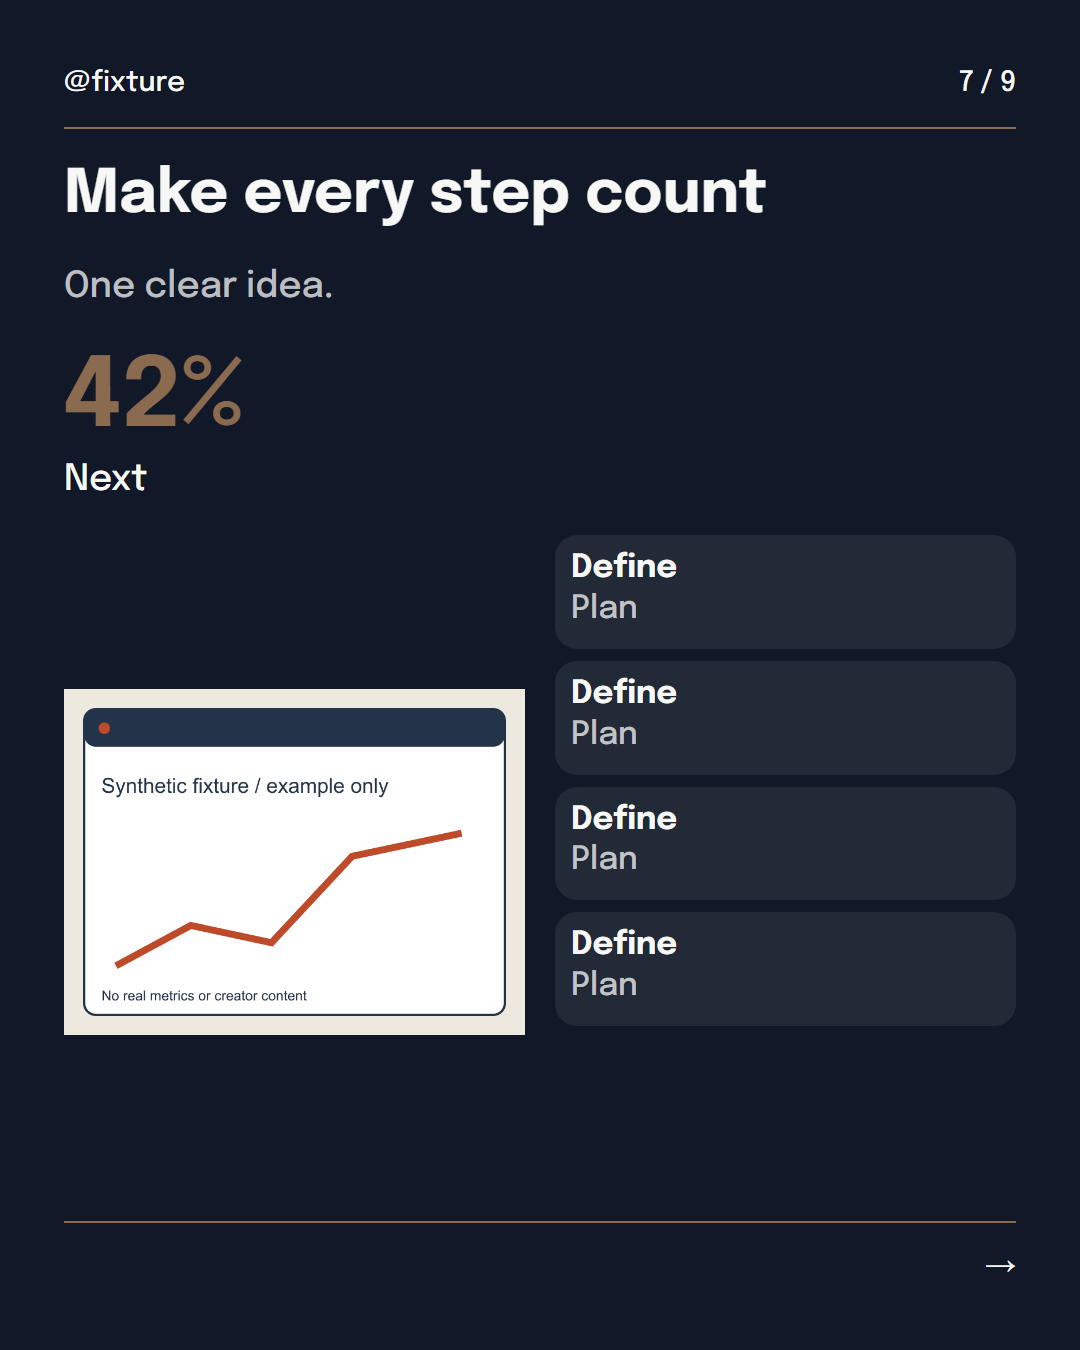 @fixture
7 / 9
Make every step count
One clear idea.
42%
Next
Synthetic fixture / example only
No real metrics or creator content
Define
Plan
Define
Plan
Define
Plan
Define
Plan
→